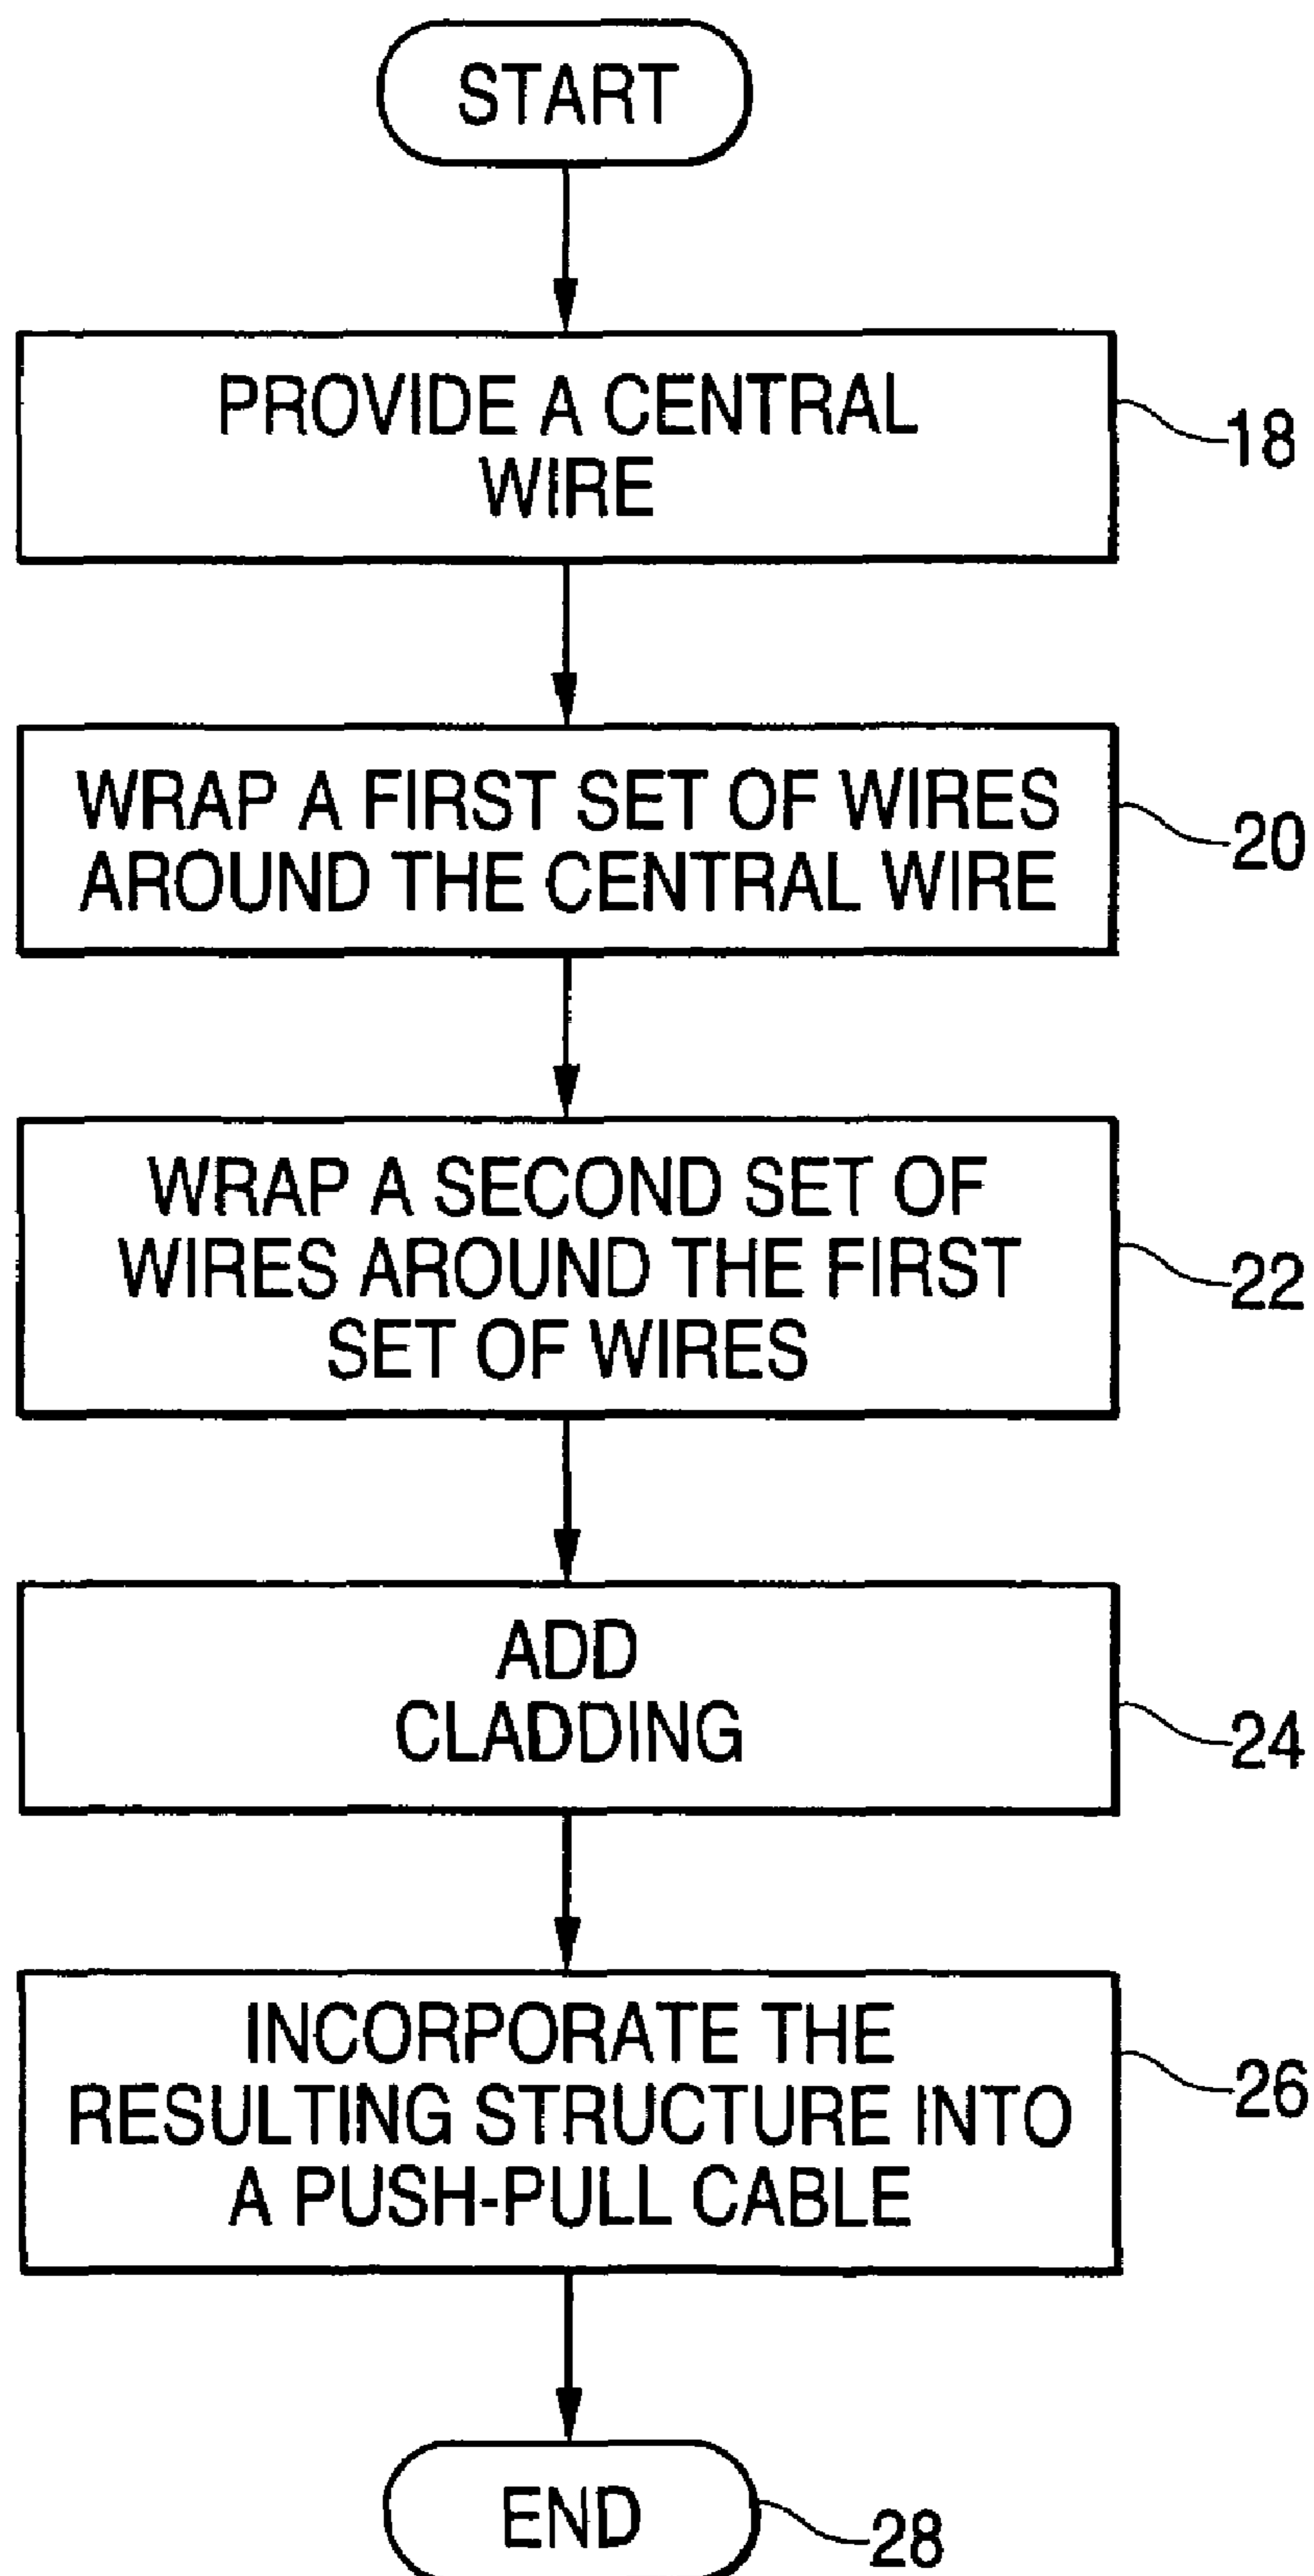 START
PROVIDE A CENTRAL
WIRE
18
WRAP A FIRST SET OF WIRES
AROUND THE CENTRAL WIRE
20
WRAP A SECOND SET OF
WIRES AROUND THE FIRST
SET OF WIRES
22
ADD
CLADDING
24
INCORPORATE THE
RESULTING STRUCTURE INTO
A PUSH-PULL CABLE
26
END
28